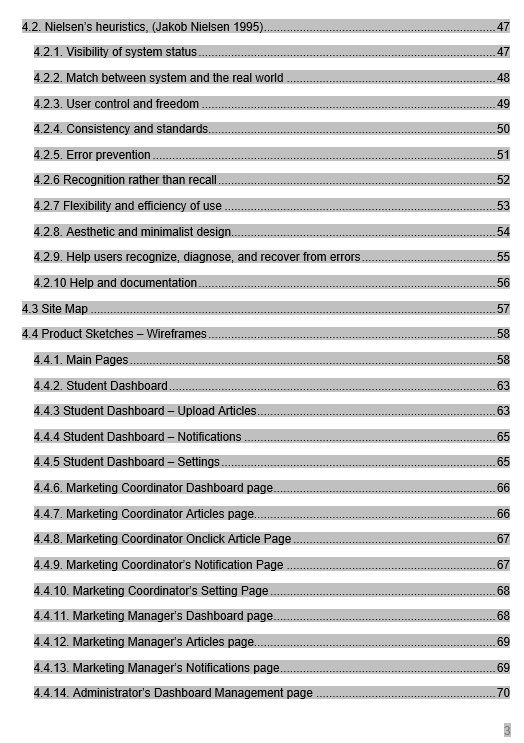 4.2. Nielsen’s heuristics, (Jakob Nielsen 1995)....................47
4.2.1. Visibility of system status....................47
4.2.2. Match between system and the real world ....................48
4.2.3. User control and freedom ....................49
4.2.4. Consistency and standards....................50
4.2.5. Error prevention ....................51
4.2.6 Recognition rather than recall....................52
4.2.7 Flexibility and efficiency of use ....................53
4.2.8. Aesthetic and minimalist design....................54
4.2.9. Help users recognize, diagnose, and recover from errors....................55
4.2.10 Help and documentation....................56
4.3 Site Map ....................57
4.4 Product Sketches – Wireframes....................58
4.4.1. Main Pages....................58
4.4.2. Student Dashboard....................63
4.4.3 Student Dashboard – Upload Articles....................63
4.4.4 Student Dashboard – Notifications ....................65
4.4.5 Student Dashboard – Settings....................65
4.4.6. Marketing Coordinator Dashboard page....................66
4.4.7. Marketing Coordinator Articles page....................66
4.4.8. Marketing Coordinator Onclick Article Page ....................67
4.4.9. Marketing Coordinator’s Notification Page ....................67
4.4.10. Marketing Coordinator’s Setting Page ....................68
4.4.11. Marketing Manager’s Dashboard page....................68
4.4.12. Marketing Manager’s Articles page....................69
4.4.13. Marketing Manager’s Notifications page....................69
4.4.14. Administrator’s Dashboard Management page ....................70
3